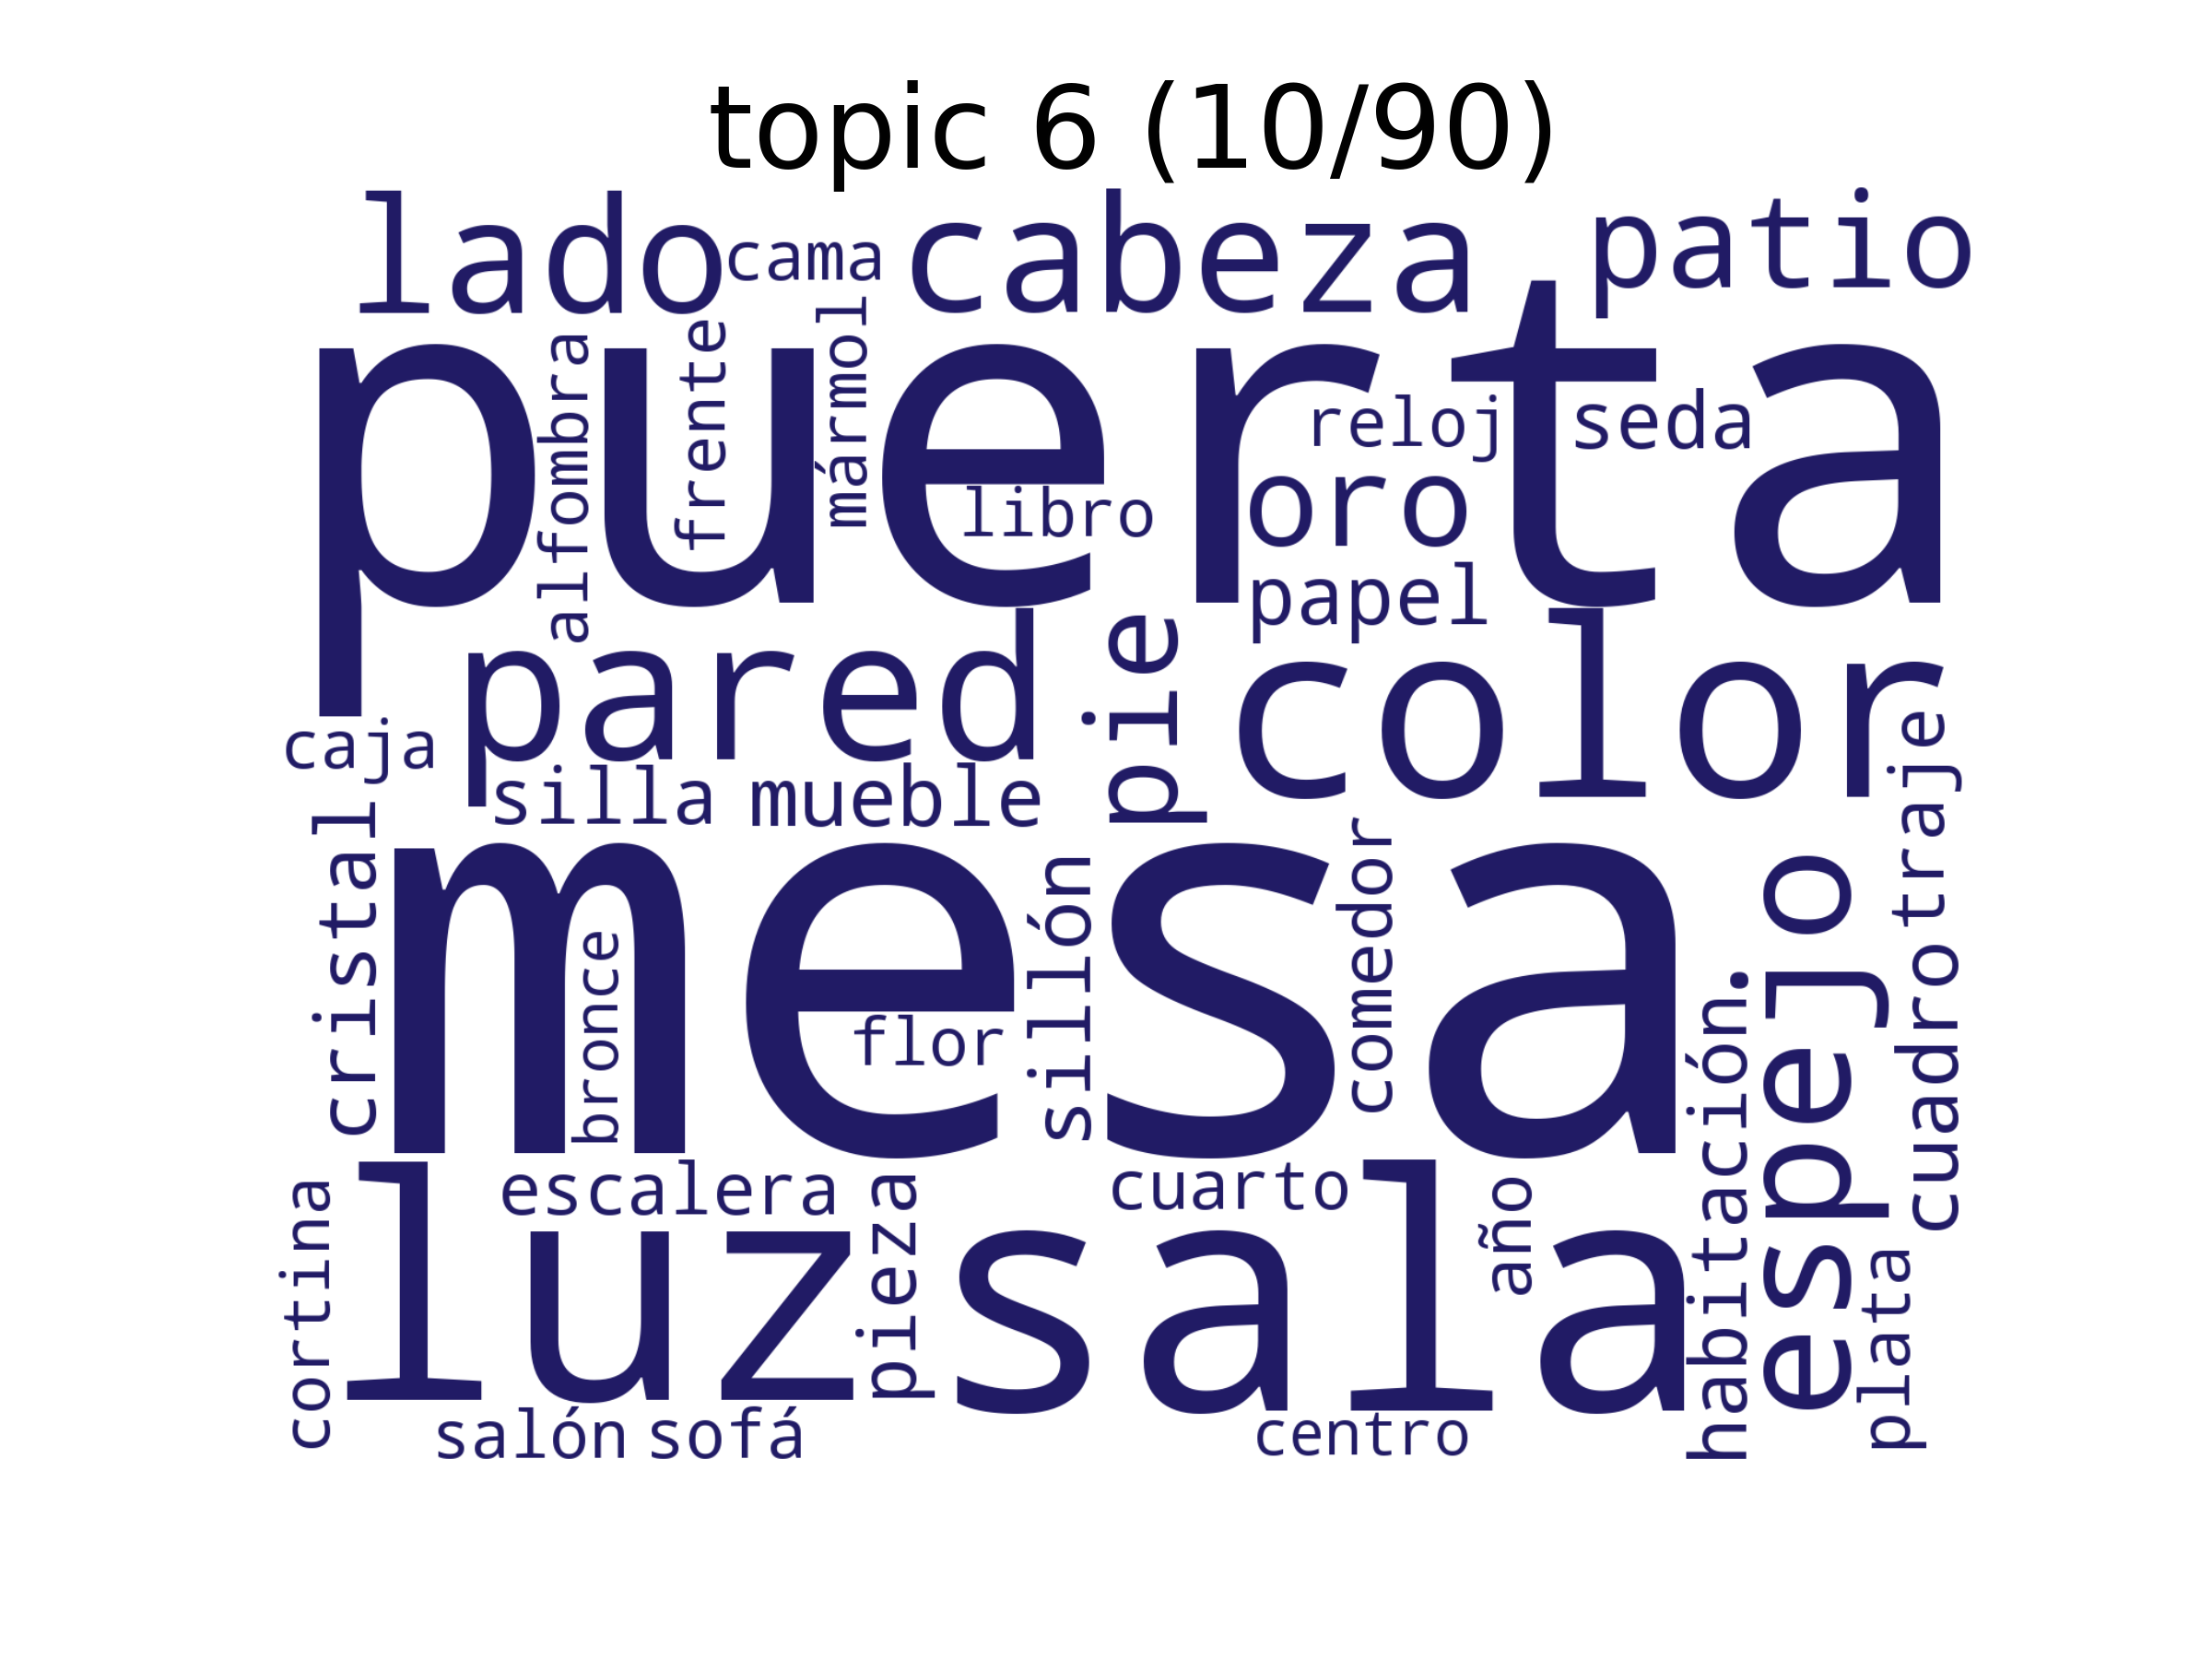 topic 6 (10/90)
lado
cama
cabeza
patio
puerta
alfombra
frente
mármol
libro
reloj
seda
oro
papel
pared
pie
color
caja
silla
mueble
traje
mesa
cristal
bronce
flor
sillón
comedor
habitación.
espejo
cuadro
cortina
luz
escalera
pieza
sala
cuarto
año
plata
salón
sofá
centro